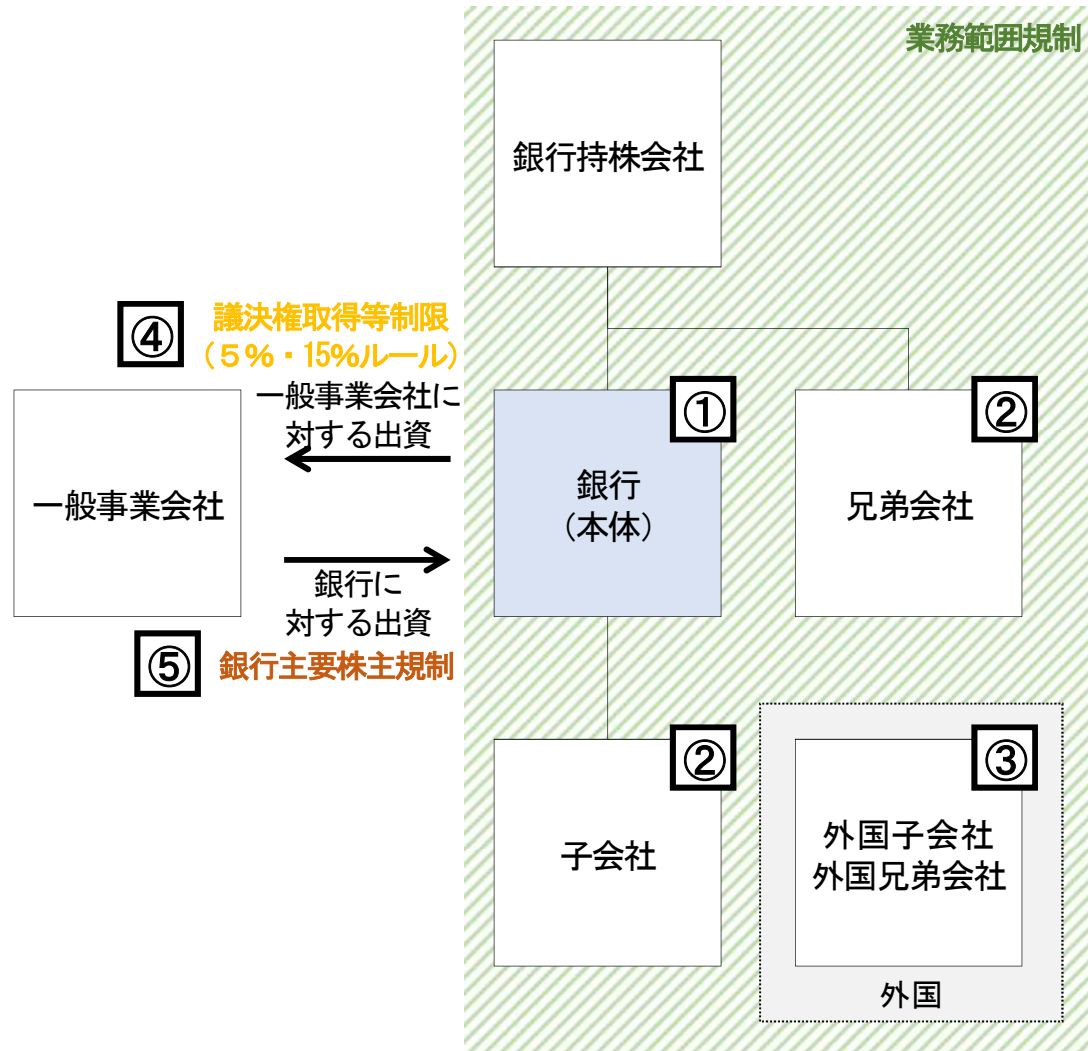 業務範囲規制
銀行持株会社
④
議決権取得等制限
（５％・15%ルール）
一般事業会社に
対する出資
①
②
一般事業会社
銀行
（本体）
兄弟会社
銀行に
対する出資
⑤
銀行主要株主規制
②
③
子会社
外国子会社
外国兄弟会社
外国